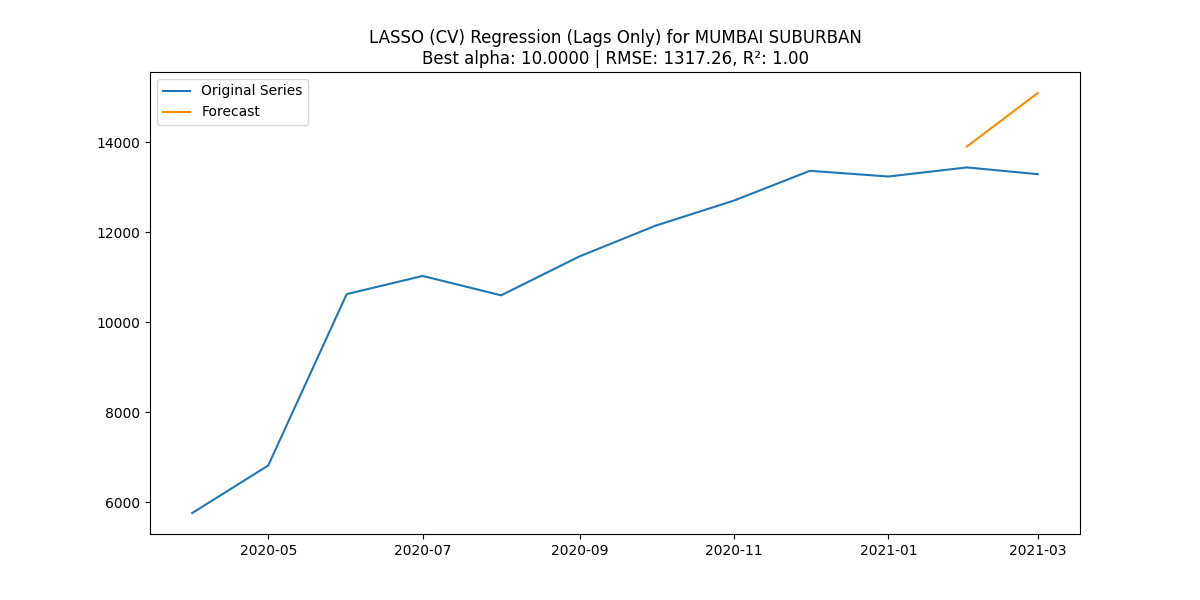 LASSO (CV) Regression (Lags Only) for MUMBAI SUBURBAN
Best alpha: 10.0000 | RMSE: 1317.26, R²: 1.00
Original Series
Forecast
14000
12000
10000
8000
6000
2020-05 2020-07 2020-09 2020-11 2021-01 2021-03